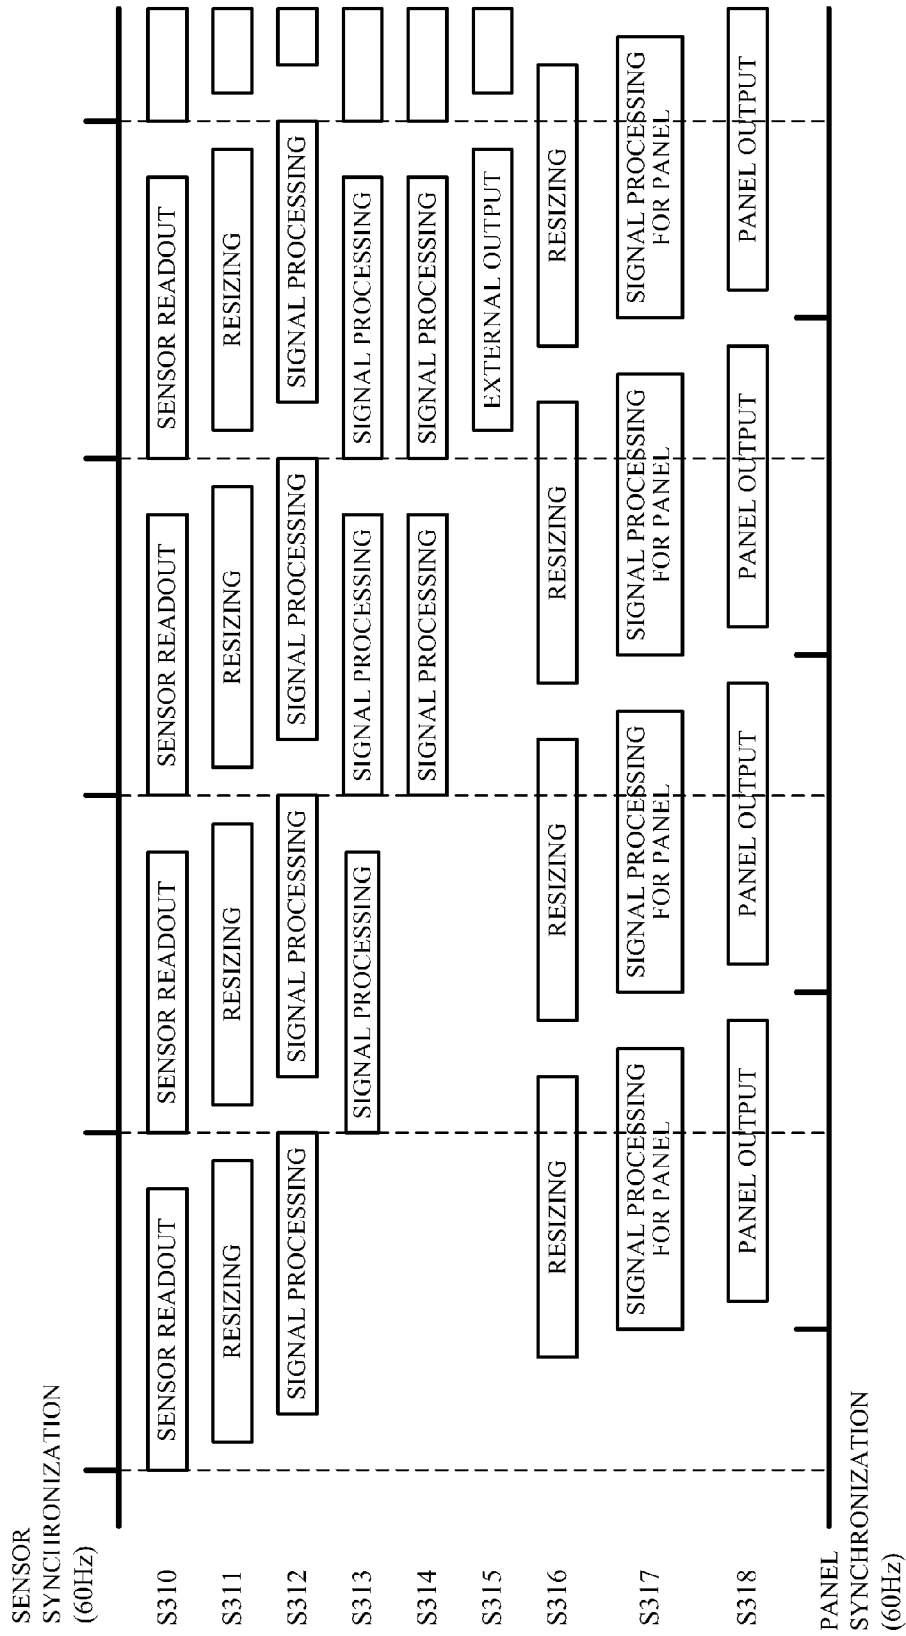 SENSOR
SYNCHRONIZATION
(60Hz)
S310
SENSOR READOUT
SENSOR READOUT
SENSOR READOUT
SENSOR READOUT
S311
RESIZING
RESIZING
RESIZING
RESIZING
S312
SIGNAL PROCESSING
SIGNAL PROCESSING
SIGNAL PROCESSING
SIGNAL PROCESSING
S313
SIGNAL PROCESSING
SIGNAL PROCESSING
SIGNAL PROCESSING
S314
SIGNAL PROCESSING
SIGNAL PROCESSING
S315
EXTERNAL OUTPUT
S316
RESIZING
RESIZING
RESIZING
RESIZING
S317
SIGNAL PROCESSING
FOR PANEL
SIGNAL PROCESSING
FOR PANEL
SIGNAL PROCESSING
FOR PANEL
SIGNAL PROCESSING
FOR PANEL
S318
PANEL OUTPUT
PANEL OUTPUT
PANEL OUTPUT
PANEL OUTPUT
PANEL
SYNCHRONIZATION
(60Hz)